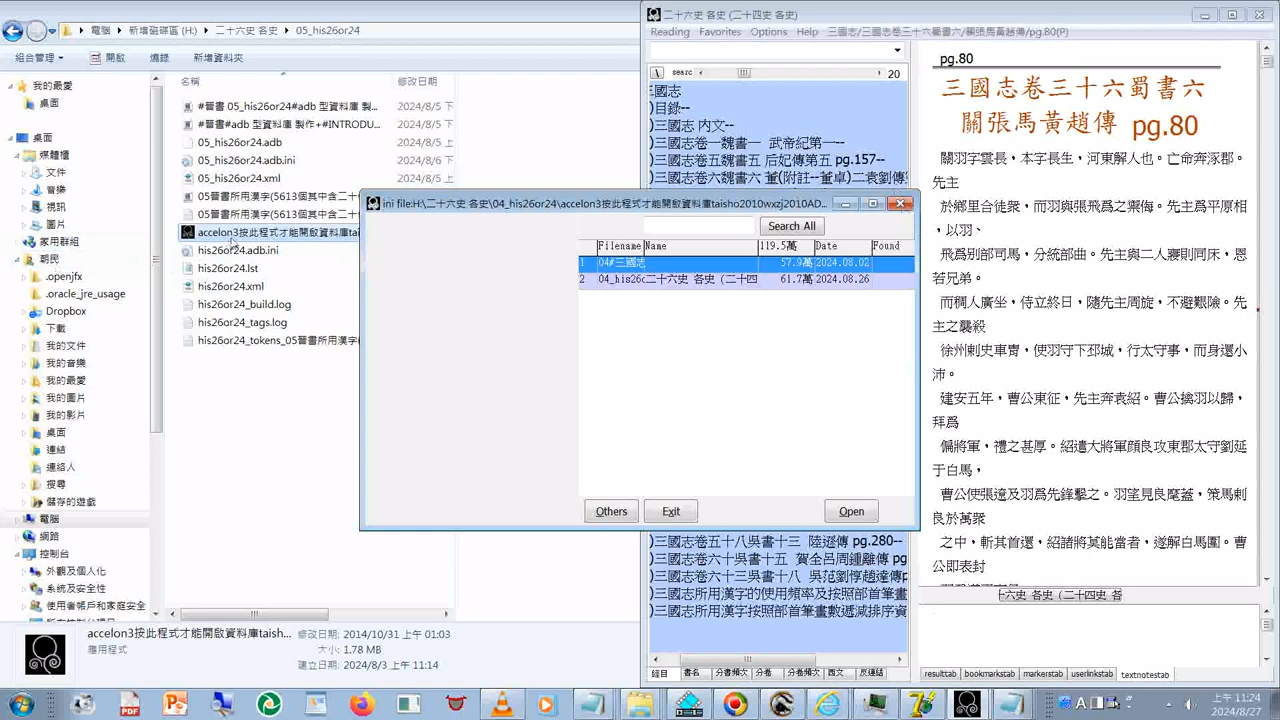 電腦 ▸ 新增磁碟區 (H:) ▸ 二十六史 各史 ▸ 05_his26or24
組合管理
開啟
燒錄
新增資料夾
我的最愛
桌面
桌面
媒體櫃
文件
音樂
視訊
圖片
家用群組
朝民
.openjfx
.oracle_jre_usage
Dropbox
下載
我的文件
我的音樂
我的最愛
我的圖片
我的影片
桌面
連結
連絡人
搜尋
儲存的遊戲
電腦
網路
控制台
外觀及個人化
系統及安全性
使用者帳戶和家庭安全
名稱
修改日期
#晉書 05_his26or24#adb 型資料庫 製... 2024/8/5 下
#晉書#adb 型資料庫 製作+#INTRODU... 2024/8/5 下
05_his26or24.adb 2024/8/5 下
05_his26or24.adb.ini 2024/8/6 下
05_his26or24.xml 2024/8/5 下
05晉書所用漢字(5613個其中含二十
05晉書所用漢字(5613個其中含二十
accelon3按此程式才能開啟資料庫tai
his26or24.adb.ini
his26or24.lst
his26or24.xml
his26or24_build.log
his26or24_tags.log
his26or24_tokens_05晉書所用漢字
accelon3按此程式才能開啟資料庫taish...
應用程式
修改日期: 2014/10/31 上午 01:03
大小: 1.78 MB
建立日期: 2024/8/3 上午 11:14
二十六史 各史 (二十四史 各史)
Reading Favorites Options Help 三國志/三國志卷三十六蜀書六/關張馬黃趙傳/pg.80(P)
searc
20
三國志
)目錄--
)三國志 內文--
)三國志卷一魏書一 武帝紀第一--
)三國志卷五魏書五 后妃傳第五 pg.157--
)三國志卷六魏書六 董(附註--董卓)二袁劉傳
ini file:H:\二十六史 各史\04_his26or24\accelon3按此程式才能開啟資料庫taisho2010wxzj2010AD...
Search All
Filename Name 119.5萬 Date Found
1 04#三國志 57.9萬 2024.08.02
2 04_his26c 二十六史 各史 (二十四 61.7萬 2024.08.26
Others
Exit
Open
)三國志卷五十八吳書十三 陸遜傳 pg.280--
)三國志卷六十吳書十五 賀全呂周鍾離傳 pg
)三國志卷六十三吳書十八 吳范劉惇趙達傳p
)三國志所用漢字的使用頻率及按照部首筆畫
)三國志所用漢字按照部首筆數遞減排序資
經目 書名 分書頻次 分卷 分卷頻次 西文 反連結
pg.80
三國志卷三十六蜀書六
關張馬黃趙傳 pg.80
關羽字雲長，本字長生，河東解人也。亡命奔涿郡。
先主
於鄉里合徒衆，而羽與張飛爲之禦侮。先主爲平原相
，以羽、
飛爲別部司馬，分統部曲。先主與二人寢則同床，恩
若兄弟。
而稠人廣坐，侍立終日，隨先主周旋，不避艱險。先
主之襲殺
徐州刺史車冑，使羽守下邳城，行太守事，而身還小
沛。
建安五年，曹公東征，先主奔袁紹。曹公擒羽以歸，
拜爲
偏將軍，禮之甚厚。紹遣大將軍顏良攻東郡太守劉延
于白馬，
曹公使張遼及羽爲先鋒擊之。羽望見良麾蓋，策馬刺
良於萬眾
之中，斬其首還，紹諸將莫能當者，遂解白馬圍。曹
公即表封
十六史 各史 (二十四史 各
resulttab bookmarkstab markerstab userlinkstab textnotestab
上午 11:24
2024/8/27